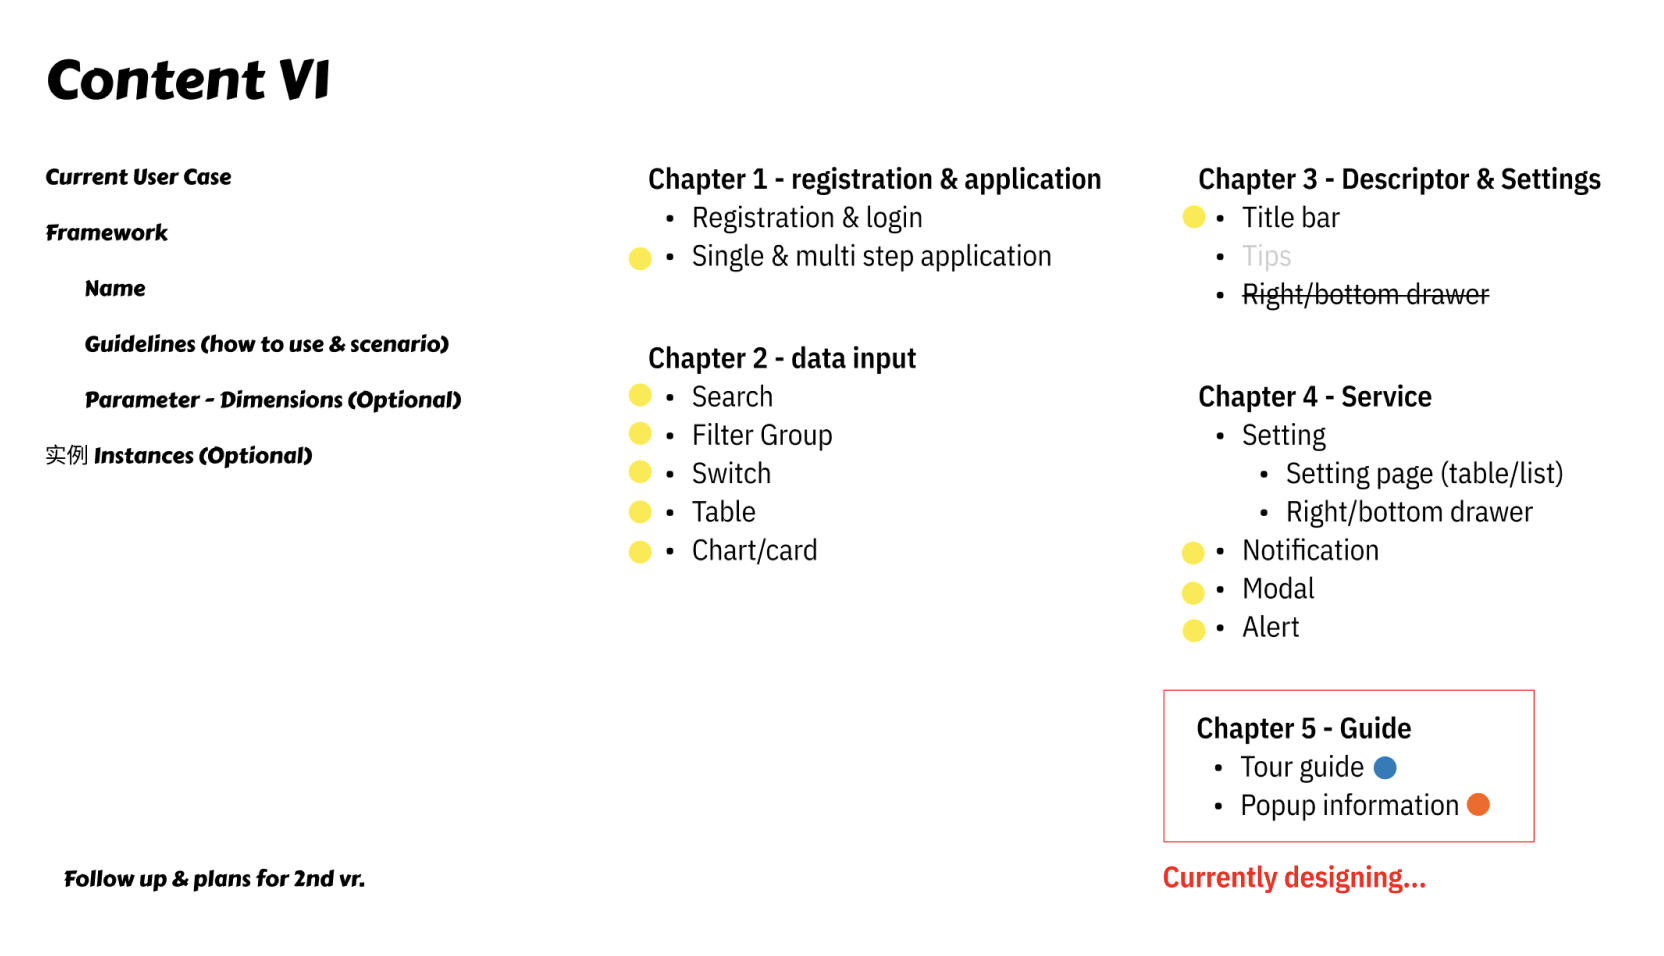 Content VI
Current User Case
Framework
Name
Guidelines (how to use & scenario)
Parameter - Dimensions (Optional)
实例 Instances (Optional)
Follow up & plans for 2nd vr.
Chapter 1 - registration & application
• Registration & login
• Single & multi step application
Chapter 2 - data input
• Search
• Filter Group
• Switch
• Table
• Chart/card
Chapter 3 - Descriptor & Settings
• Title bar
• Tips
• Right/bottom drawer
Chapter 4 - Service
• Setting
• Setting page (table/list)
• Right/bottom drawer
• Notification
• Modal
• Alert
Chapter 5 - Guide
• Tour guide
• Popup information
Currently designing...